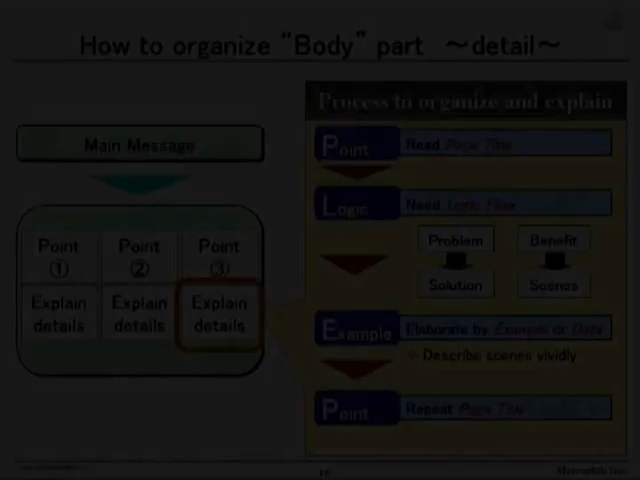 How to organize “Body” part ～detail～
Process to organize and explain
Main Message
Point
①
Point
②
Point
③
Explain
details
Explain
details
Explain
details
Point
Read Page Title
Logic
Need Logic Flow
Problem
Benefit
Solution
Scenes
Example
Elaborate by Example or Data
Describe scenes vividly
Point
Repeat Page Title